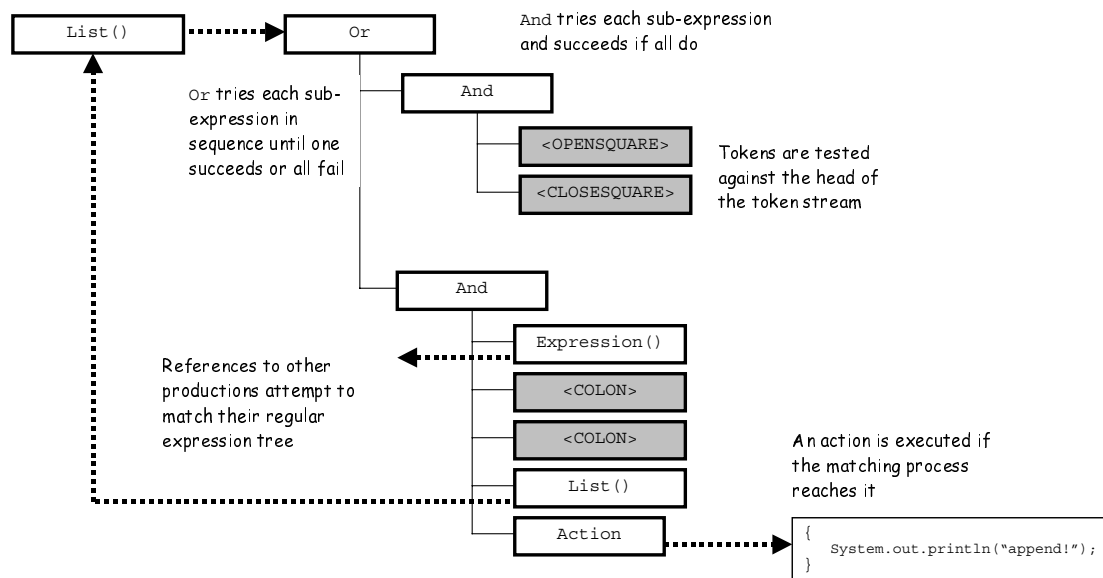 List()
Or
And tries each sub-expression
and succeeds if all do
Or tries each sub-
expression in
sequence until one
succeeds or all fail
And
<OPENSQUARE>
<CLOSESQUARE>
Tokens are tested
against the head of
the token stream
And
Expression()
<COLON>
<COLON>
List()
Action
References to other
productions attempt to
match their regular
expression tree
An action is executed if
the matching process
reaches it
{
System.out.println(“append!”);
}